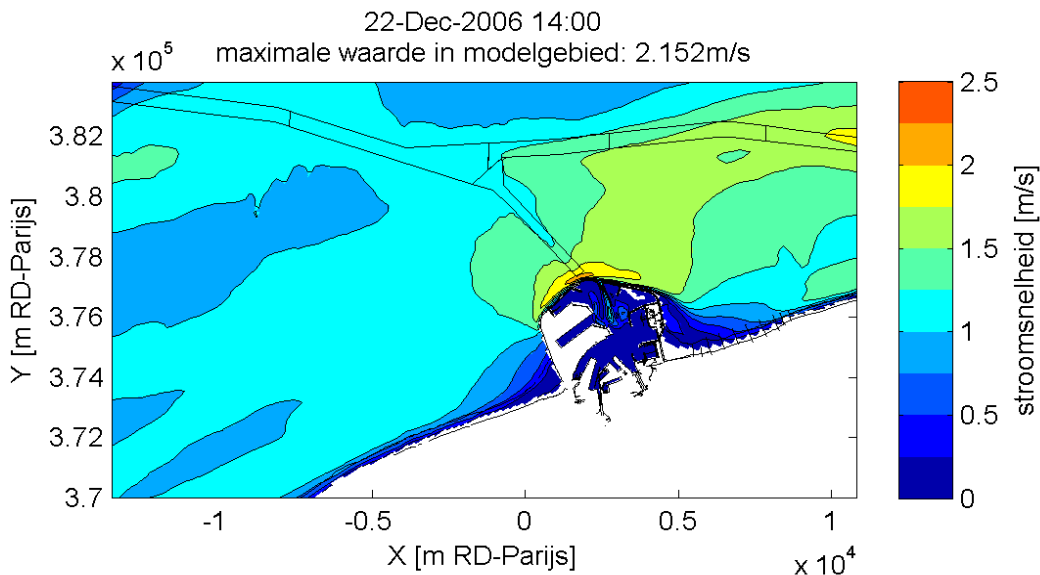 22-Dec-2006 14:00
maximale waarde in modelgebied: 2.152m/s
x 10^5
3.82
3.8
3.78
3.76
3.74
3.72
3.7
Y [m RD-Parijs]
-1
-0.5
0
0.5
1
X [m RD-Parijs]
x 10^4
2.5
2
1.5
1
0.5
0
stroomsnelheid [m/s]